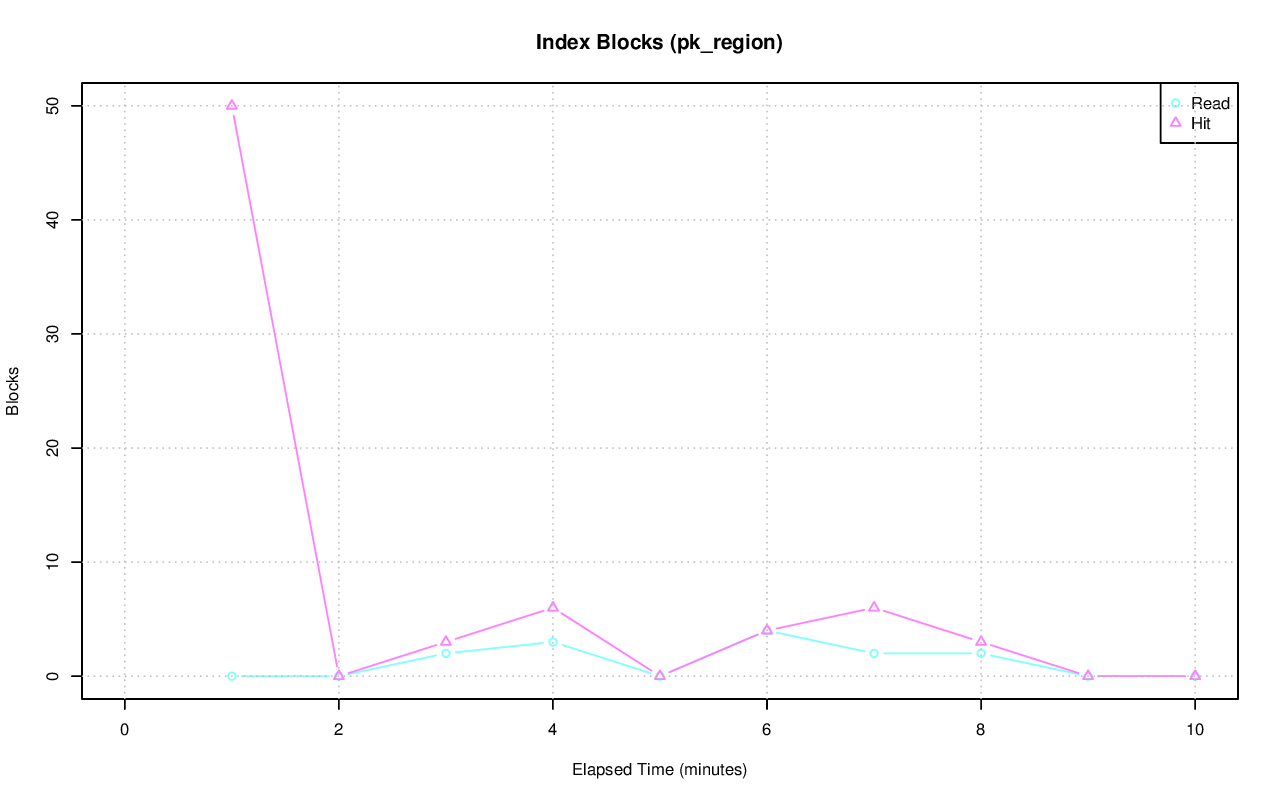 Index Blocks (pk_region)
Read
Hit
50
40
30
20
10
0
Blocks
0 2 4 6 8 10
Elapsed Time (minutes)